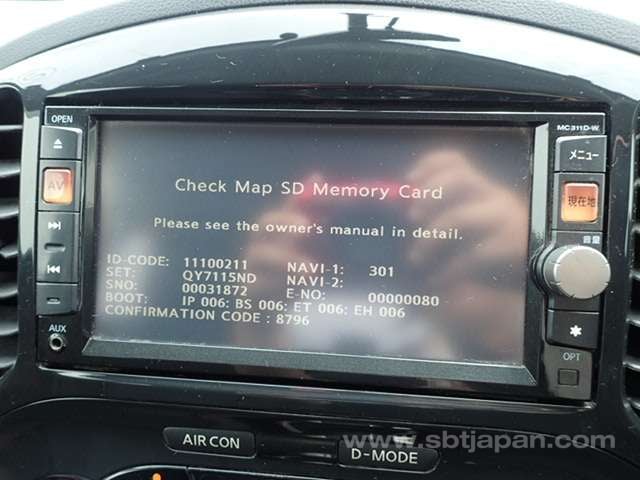 OPEN
MC311D-W
メニュー
AV
現在地
音量
Check Map SD Memory Card
Please see the owner's manual in detail.
ID-CODE: 11100211 NAVI-1: 301
SET: QY7115ND NAVI-2:
SNO: 00031872 E-NO: 00000080
BOOT: IP 006: BS 006: ET 006: EH 006
CONFIRMATION CODE : 8796
AUX
OPT
AIR CON
D-MODE
www.sbtjapan.com